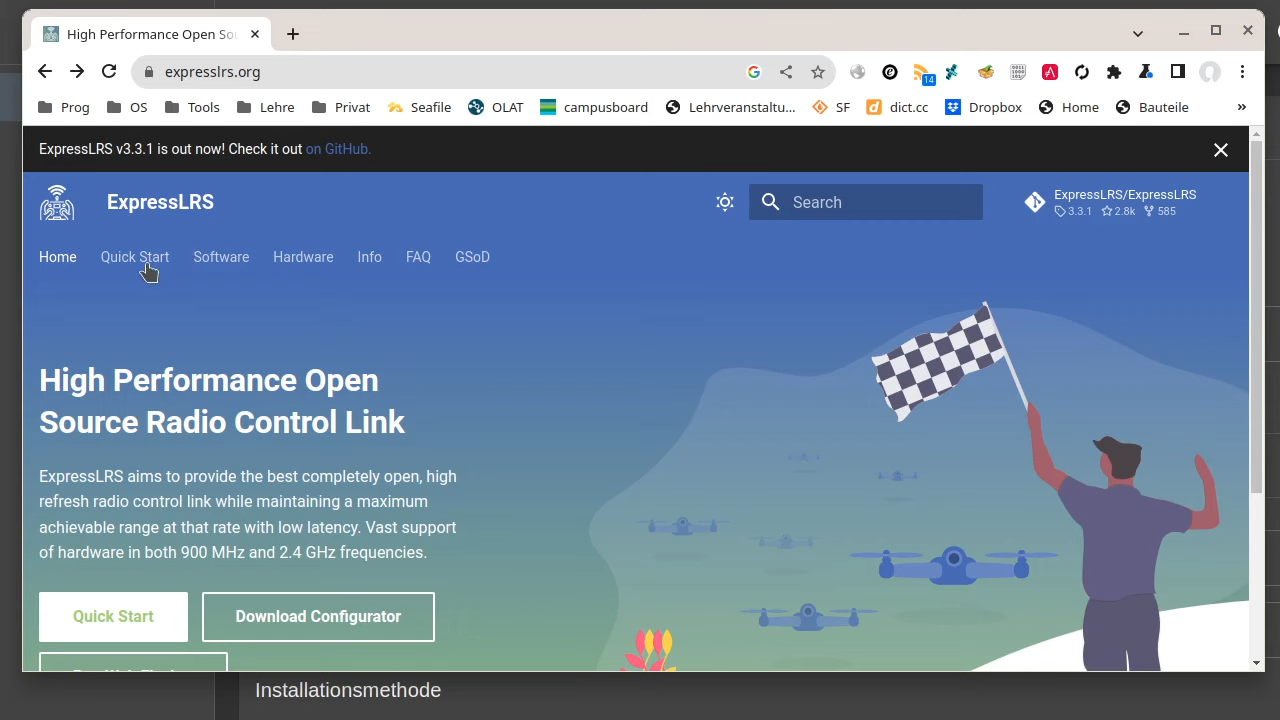 High Performance Open So
expresslrs.org
14
Prog
OS
Tools
Lehre
Privat
Seafile
OLAT
campusboard
Lehrveranstaltu...
SF
dict.cc
Dropbox
Home
Bauteile
»
ExpressLRS v3.3.1 is out now! Check it out on GitHub.
ExpressLRS
Search
ExpressLRS/ExpressLRS
3.3.1 2.8k 585
Home Quick Start Software Hardware Info FAQ GSoD
High Performance Open
Source Radio Control Link
ExpressLRS aims to provide the best completely open, high
refresh radio control link while maintaining a maximum
achievable range at that rate with low latency. Vast support
of hardware in both 900 MHz and 2.4 GHz frequencies.
Quick Start
Download Configurator
Installationsmethode